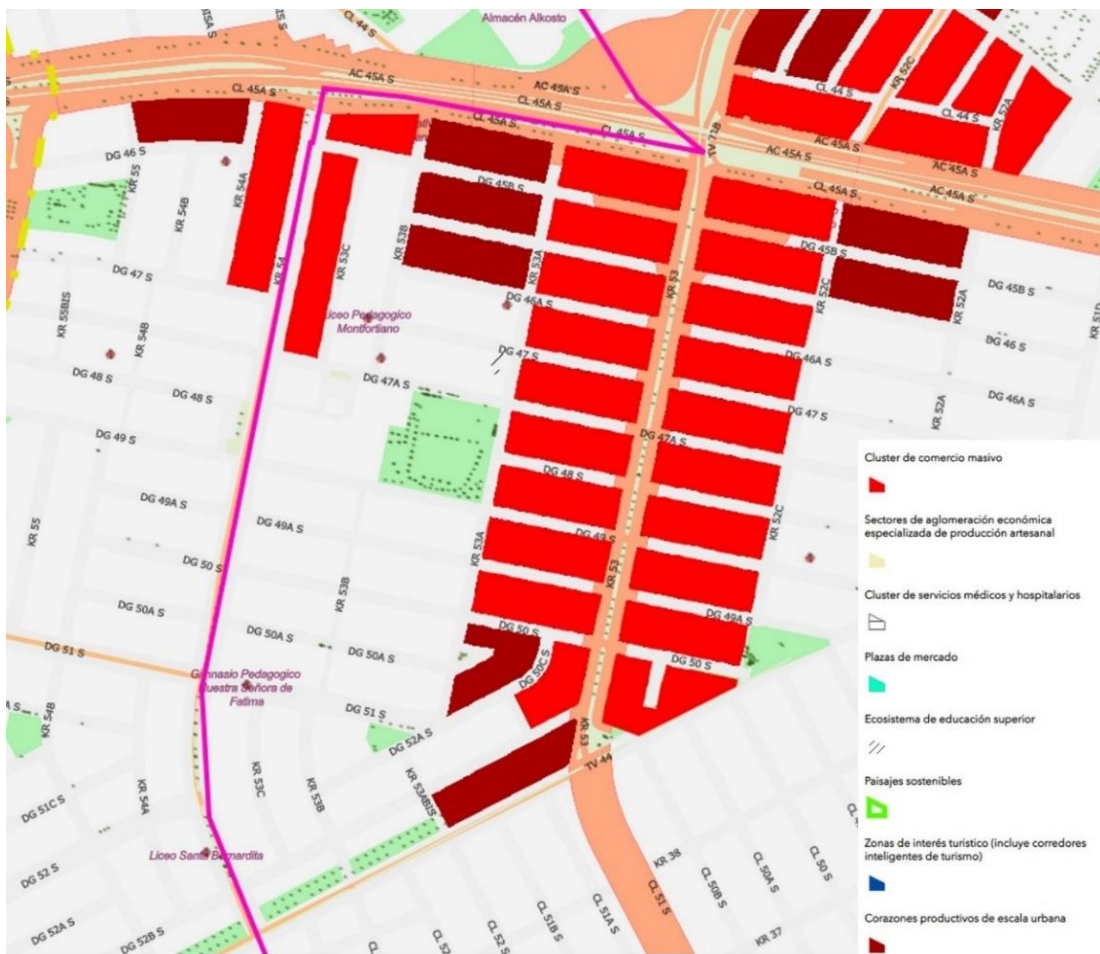 Almacén Alkosto
CL 44 S
AC 45A S
AC 45A S
CL 45A S
CL 45A S
CL 45A S
CL 45A S
TV 71B
KR 52C
CL 44 S
CL 44 S
KR 52A
AC 45A S
AC 45A S
AC 45A S
AC 45A S
CL 45A S
DG 46 S
KR 55
KR 54B
KR 54A
KR 54
KR 53C
KR 53B
DG 45B S
KR 53A
DG 46A S
KR 53
DG 45B S
KR 52C
KR 52A
DG 45B S
KR 51D
DG 46 S
DG 46A S
DG 46A S
DG 47 S
KR 55BIS
KR 54B
Liceo Pedagogico
Montfortiano
DG 47 S
DG 47A S
DG 47A S
DG 47 S
KR 52A
DG 48 S
DG 48 S
DG 48 S
DG 49 S
DG 49A S
DG 49A S
KR 55
DG 50 S
KR 53B
KR 53A
DG 49 S
KR 53
KR 52C
DG 49A S
DG 50A S
DG 50A S
DG 50A S
DG 50 S
DG 50C S
DG 50 S
DG 51 S
Gimnasio Pedagogico
Nuestra Señora de
Fatima
DG 51 S
KR 54B
DG 52A S
KR 53
TV 44
DG 51C S
KR 54A
KR 53C
KR 53B
KR 53ABIS
Liceo Santa Bernardita
DG 52 S
DG 52A S
DG 52B S
CL 52 S
CL 51B S
CL 51A S
CL 51 S
KR 38
CL 50B S
CL 50A S
CL 50 S
KR 37
Cluster de comercio masivo
Sectores de aglomeración económica
especializada de producción artesanal
Cluster de servicios médicos y hospitalarios
Plazas de mercado
Ecosistema de educación superior
Paisajes sostenibles
Zonas de interés turístico (incluye corredores
inteligentes de turismo)
Corazones productivos de escala urbana